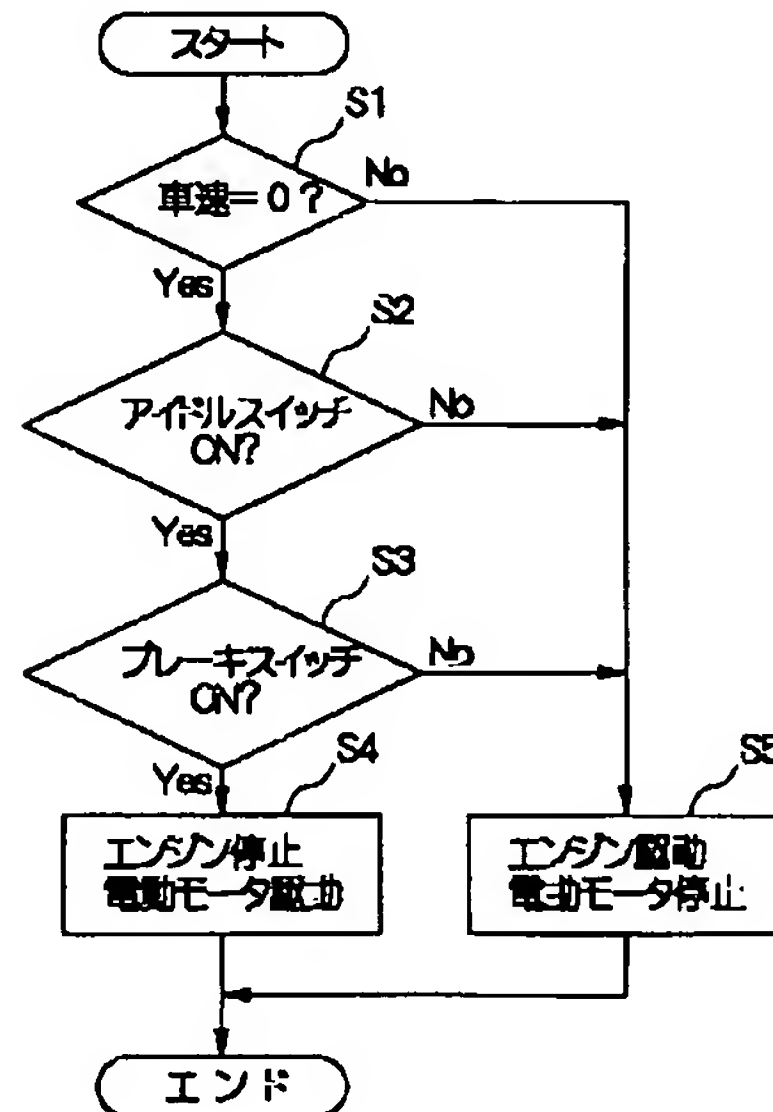 スタート
S1
車速=0?
No
Yes
S2
アイドルスイッチ
ON?
No
Yes
S3
ブレーキスイッチ
ON?
No
Yes
S4
S5
エンジン停止
電動モータ駆動
エンジン駆動
電動モータ停止
エンド